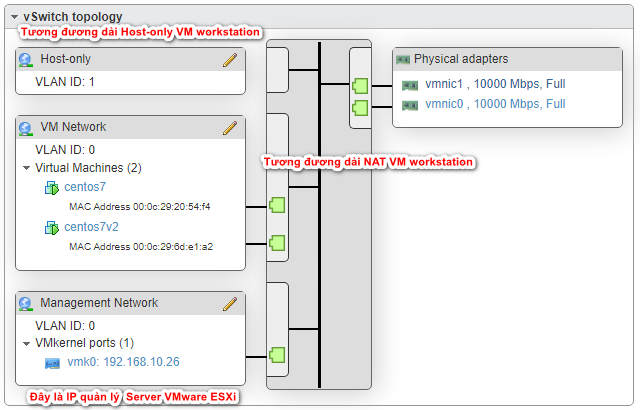 vSwitch topology
Tương đương dải Host-only VM workstation
Host-only
VLAN ID: 1
Physical adapters
vmnic1 , 10000 Mbps, Full
vmnic0 , 10000 Mbps, Full
VM Network
VLAN ID: 0
Virtual Machines (2)
centos7
MAC Address 00:0c:29:20:54:f4
centos7v2
MAC Address 00:0c:29:6d:e1:a2
Tương đương dải NAT VM workstation
Management Network
VLAN ID: 0
VMkernel ports (1)
vmk0: 192.168.10.26
Đây là IP quản lý Server VMware ESXi